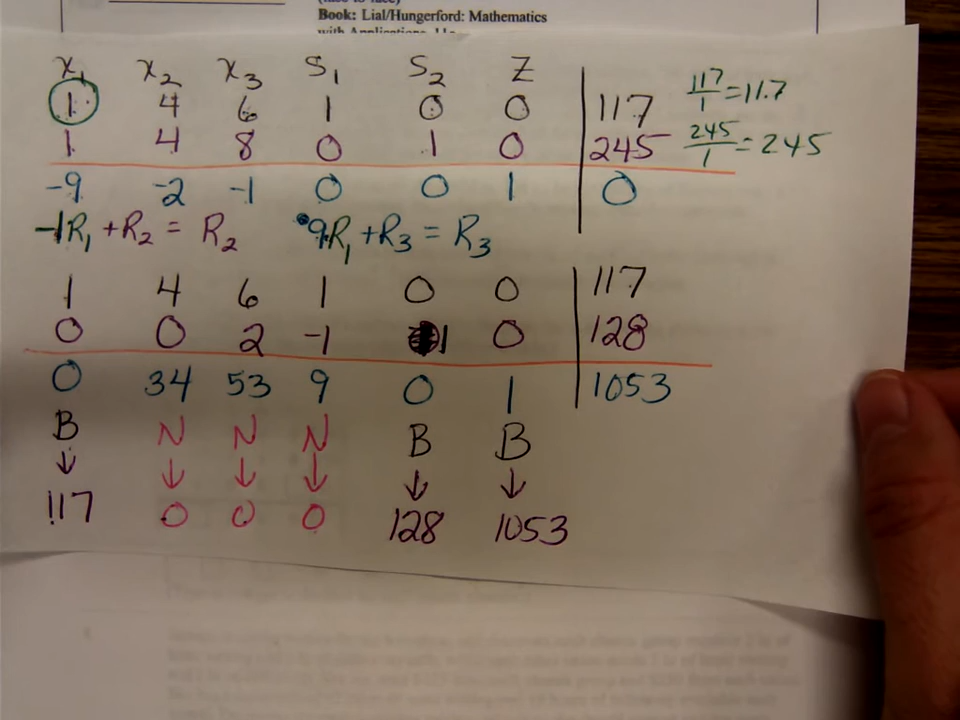 Book: Lial/Hungerford: Mathematics
with Applications, 11e
x₁ x₂ x₃ S₁ S₂ Z
1 4 6 1 0 0 | 117 117/1 = 11.7
1 4 8 0 1 0 | 245 245/1 = 245
-9 -2 -1 0 0 1 | 0
-1R₁ + R₂ = R₂ 9R₁ + R₃ = R₃
1 4 6 1 0 0 | 117
0 0 2 -1 1 0 | 128
0 34 53 9 0 1 | 1053
B N N N B B
↓ ↓ ↓ ↓ ↓ ↓
117 0 0 0 128 1053